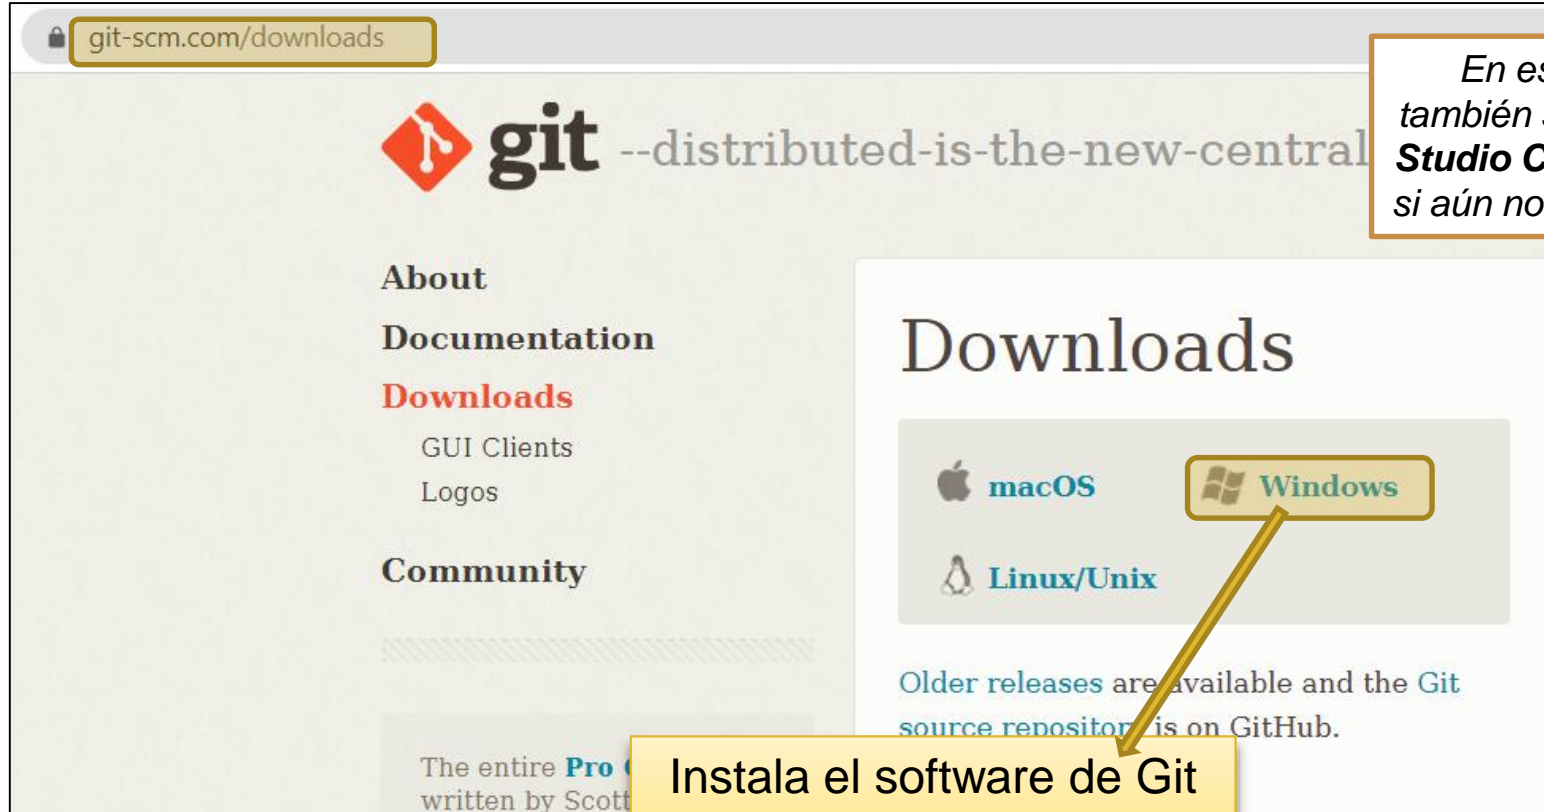 git-scm.com/downloads
En
también
Studio
si aún no
git --distributed-is-the-new-central
About
Documentation
Downloads
GUI Clients
Logos
Community
Downloads
macOS
Windows
Linux/Unix
Older releases are available and the Git
source repository is on GitHub.
The entire Pro
written by Scott
Instala el software de Git